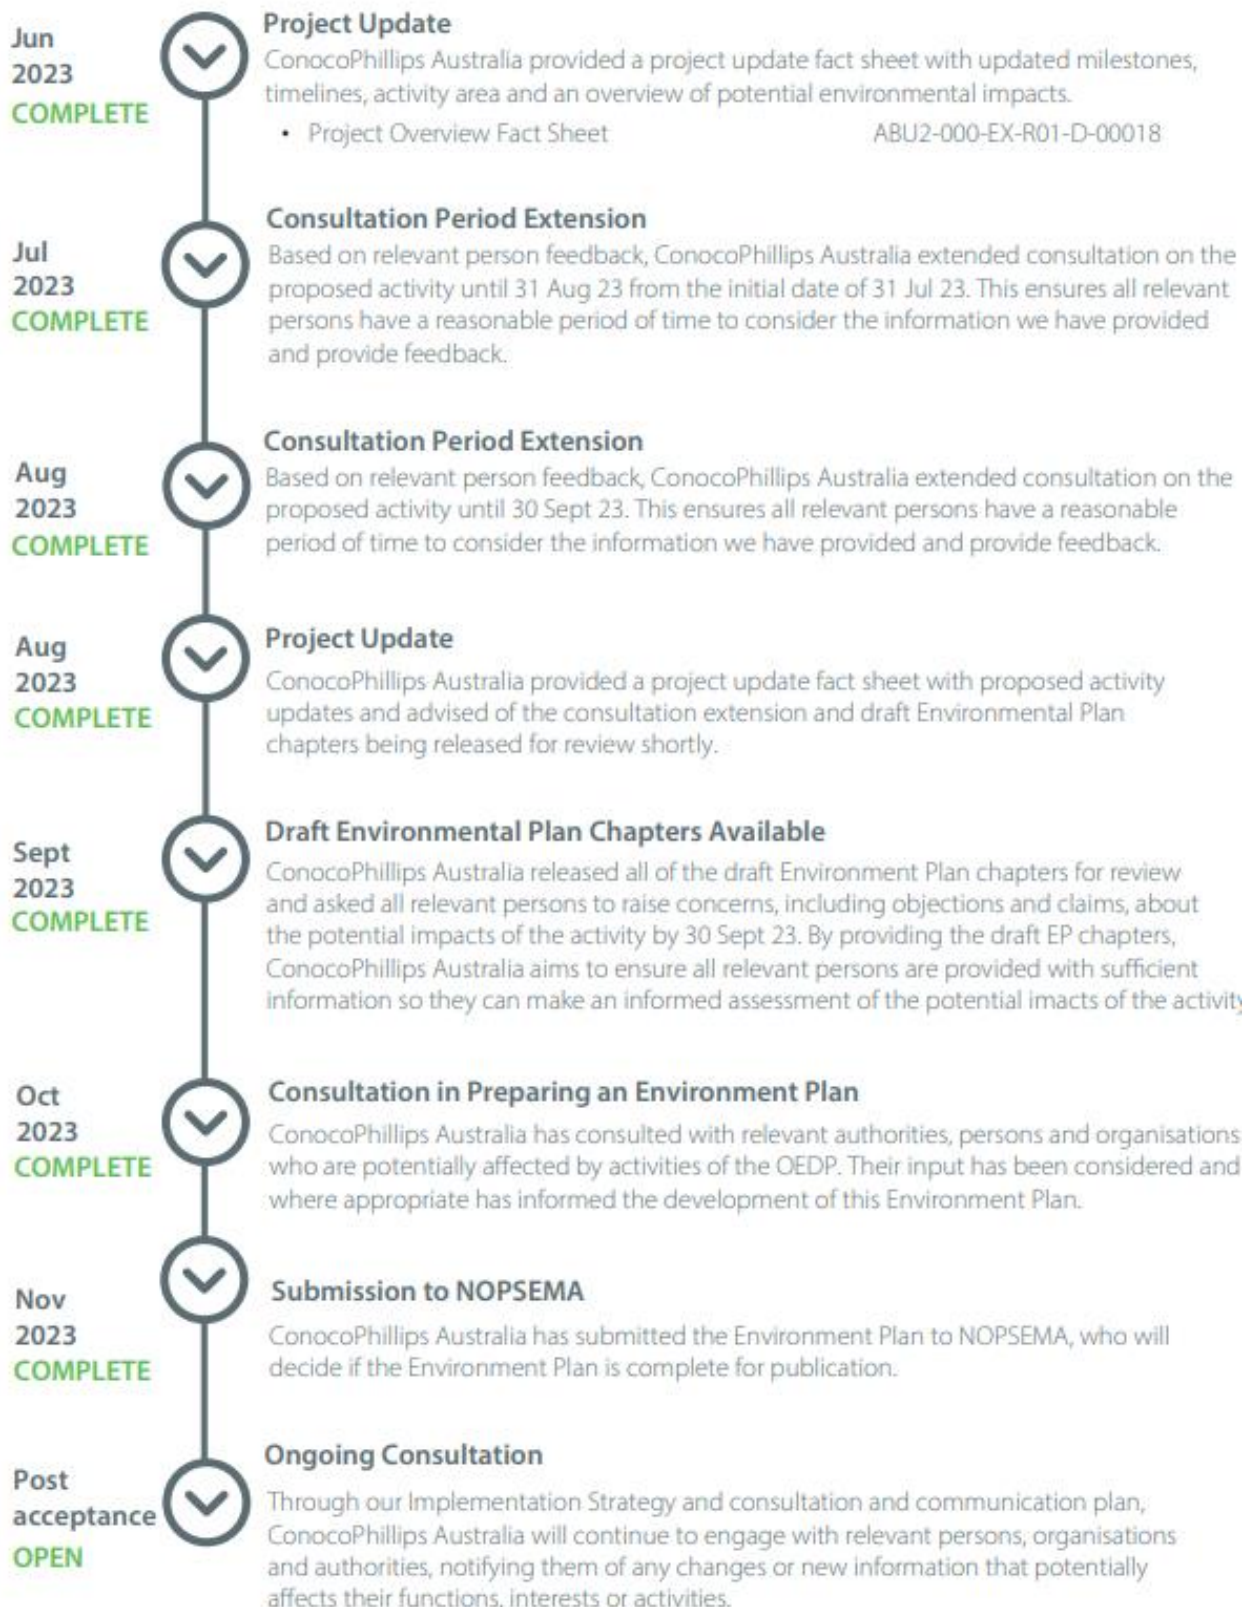 Jun
2023
COMPLETE
Project Update
ConocoPhillips Australia provided a project update fact sheet with updated milestones,
timelines, activity area and an overview of potential environmental impacts.
• Project Overview Fact Sheet ABU2-000-EX-R01-D-00018
Jul
2023
COMPLETE
Consultation Period Extension
Based on relevant person feedback, ConocoPhillips Australia extended consultation on the
proposed activity until 31 Aug 23 from the initial date of 31 Jul 23. This ensures all relevant
persons have a reasonable period of time to consider the information we have provided
and provide feedback.
Aug
2023
COMPLETE
Consultation Period Extension
Based on relevant person feedback, ConocoPhillips Australia extended consultation on the
proposed activity until 30 Sept 23. This ensures all relevant persons have a reasonable
period of time to consider the information we have provided and provide feedback.
Aug
2023
COMPLETE
Project Update
ConocoPhillips Australia provided a project update fact sheet with proposed activity
updates and advised of the consultation extension and draft Environmental Plan
chapters being released for review shortly.
Sept
2023
COMPLETE
Draft Environmental Plan Chapters Available
ConocoPhillips Australia released all of the draft Environment Plan chapters for review
and asked all relevant persons to raise concerns, including objections and claims, about
the potential impacts of the activity by 30 Sept 23. By providing the draft EP chapters,
ConocoPhillips Australia aims to ensure all relevant persons are provided with sufficient
information so they can make an informed assessment of the potential imacts of the activity
Oct
2023
COMPLETE
Consultation in Preparing an Environment Plan
ConocoPhillips Australia has consulted with relevant authorities, persons and organisations
who are potentially affected by activities of the OEDP. Their input has been considered and
where appropriate has informed the development of this Environment Plan.
Nov
2023
COMPLETE
Submission to NOPSEMA
ConocoPhillips Australia has submitted the Environment Plan to NOPSEMA, who will
decide if the Environment Plan is complete for publication.
Post
acceptance
OPEN
Ongoing Consultation
Through our Implementation Strategy and consultation and communication plan,
ConocoPhillips Australia will continue to engage with relevant persons, organisations
and authorities, notifying them of any changes or new information that potentially
affects their functions, interests or activities.